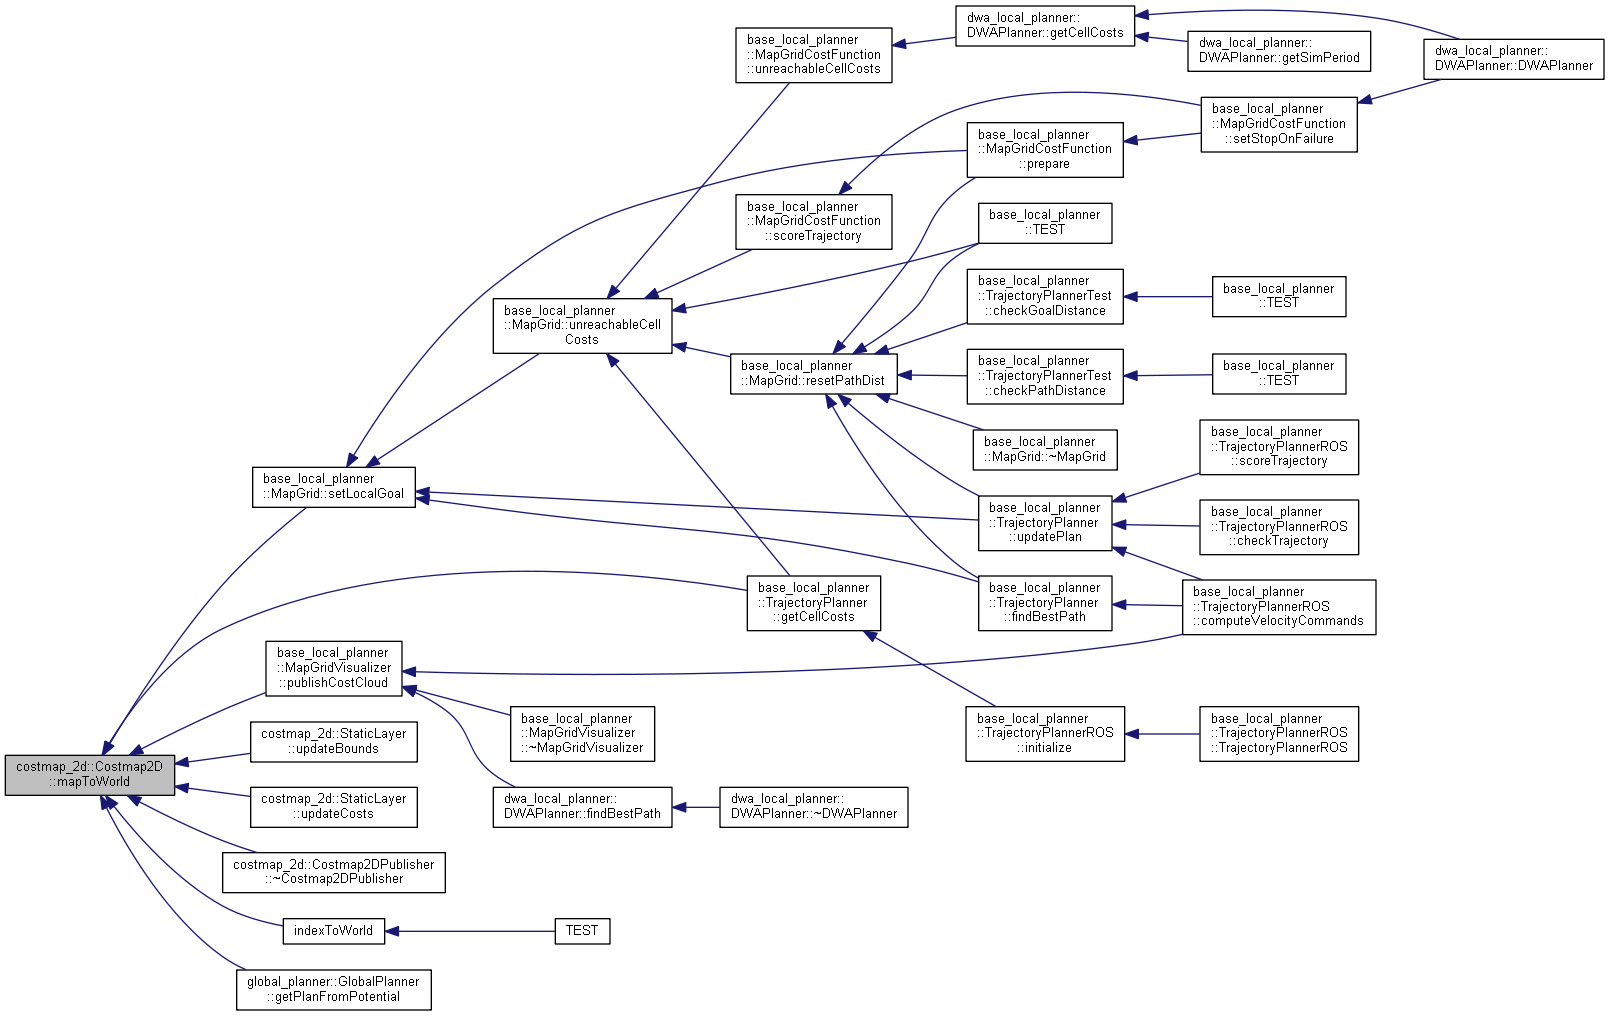 dwa_local_planner::
DWAPlanner::getCellCosts
base_local_planner
::MapGridCostFunction
::unreachableCellCosts
dwa_local_planner::
DWAPlanner::getSimPeriod
dwa_local_planner::
DWAPlanner::DWAPlanner
base_local_planner
::MapGridCostFunction
::setStopOnFailure
base_local_planner
::MapGridCostFunction
::prepare
base_local_planner
::MapGridCostFunction
::scoreTrajectory
base_local_planner
::TEST
base_local_planner
::TrajectoryPlannerTest
::checkGoalDistance
base_local_planner
::TEST
base_local_planner
::MapGrid::unreachableCell
Costs
base_local_planner
::MapGrid::resetPathDist
base_local_planner
::TrajectoryPlannerTest
::checkPathDistance
base_local_planner
::TEST
base_local_planner
::MapGrid::~MapGrid
base_local_planner
::TrajectoryPlannerROS
::scoreTrajectory
base_local_planner
::MapGrid::setLocalGoal
base_local_planner
::TrajectoryPlanner
::updatePlan
base_local_planner
::TrajectoryPlannerROS
::checkTrajectory
base_local_planner
::TrajectoryPlanner
::getCellCosts
base_local_planner
::TrajectoryPlanner
::findBestPath
base_local_planner
::TrajectoryPlannerROS
::computeVelocityCommands
base_local_planner
::MapGridVisualizer
::publishCostCloud
base_local_planner
::MapGridVisualizer
::~MapGridVisualizer
base_local_planner
::TrajectoryPlannerROS
::initialize
base_local_planner
::TrajectoryPlannerROS
::TrajectoryPlannerROS
costmap_2d::StaticLayer
::updateBounds
costmap_2d::Costmap2D
::mapToWorld
costmap_2d::StaticLayer
::updateCosts
dwa_local_planner::
DWAPlanner::findBestPath
dwa_local_planner::
DWAPlanner::~DWAPlanner
costmap_2d::Costmap2DPublisher
::~Costmap2DPublisher
indexToWorld
TEST
global_planner::GlobalPlanner
::getPlanFromPotential